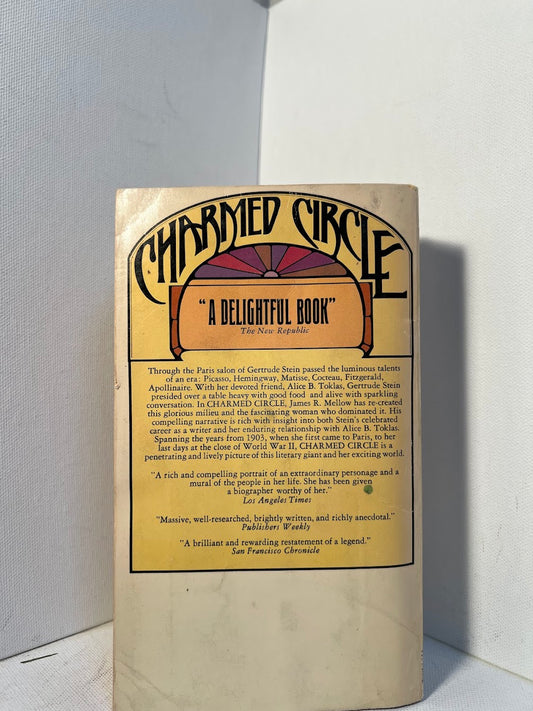 CHARMED CIRCLE
"A DELIGHTFUL BOOK"
The New Republic
Through the Paris salon of Gertrude Stein passed the luminous talents
of an era: Picasso, Hemingway, Matisse, Cocteau, Fitzgerald,
Apollinaire. With her devoted friend, Alice B. Toklas, Gertrude Stein
presided over a table heavy with good food and alive with sparkling
conversation. In CHARMED CIRCLE, James R. Mellow has re-created
this glorious milieu and the fascinating woman who dominated it. His
compelling narrative is rich with insight into both Stein's celebrated
career as a writer and her enduring relationship with Alice B. Toklas.
Spanning the years from 1903, when she first came to Paris, to her
last days at the close of World War II, CHARMED CIRCLE is a
penetrating and lively picture of this literary giant and her exciting world.
"A rich and compelling portrait of an extraordinary personage and a
mural of the people in her life. She has been given
a biographer worthy of her."
Los Angeles Times
"Massive, well-researched, brightly written, and richly anecdotal."
Publishers Weekly
"A brilliant and rewarding restatement of a legend."
San Francisco Chronicle